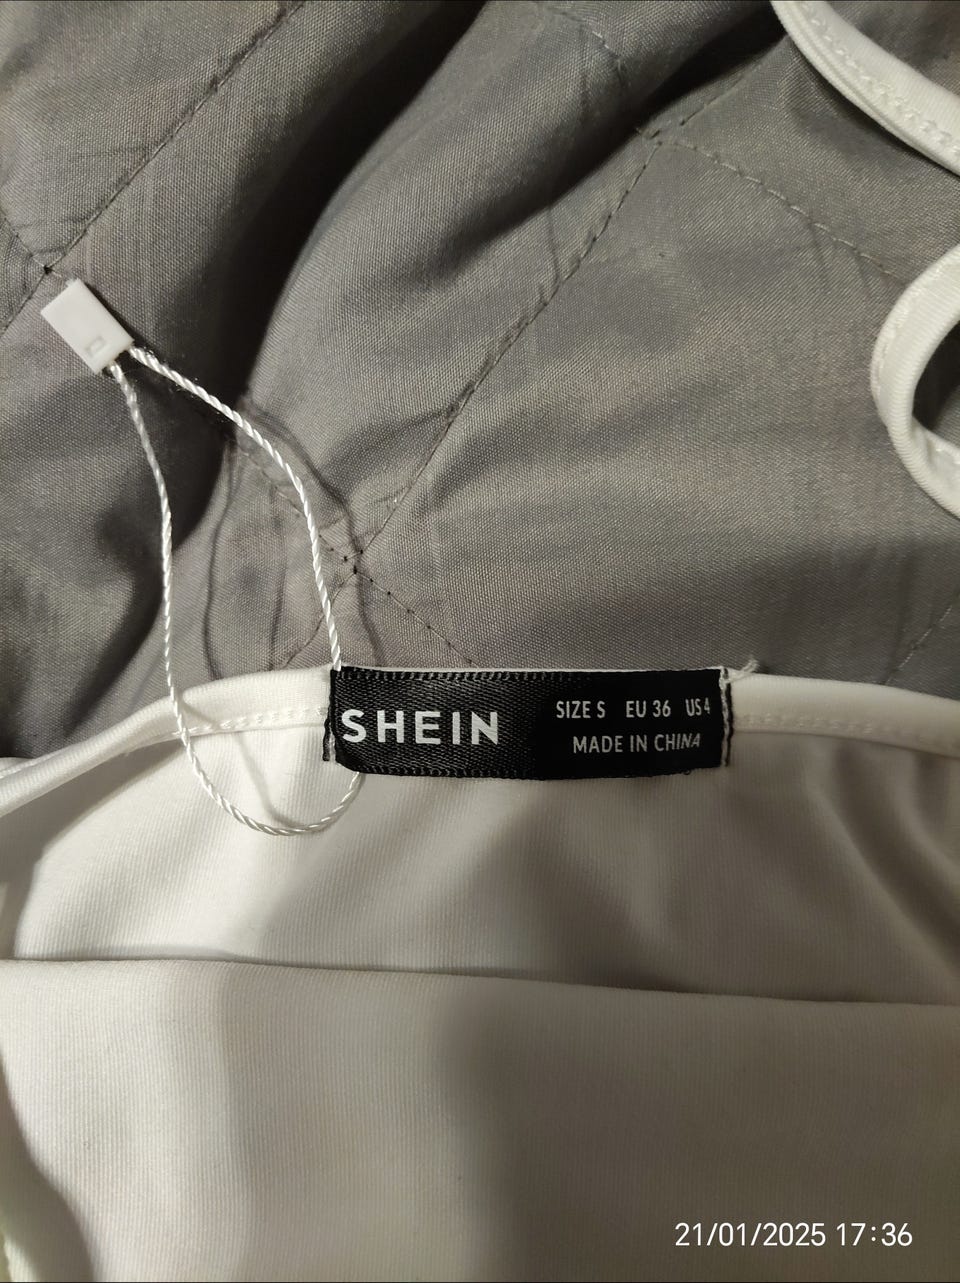 SHEIN
SIZE S EU 36 US 4
MADE IN CHINA
21/01/2025 17:36